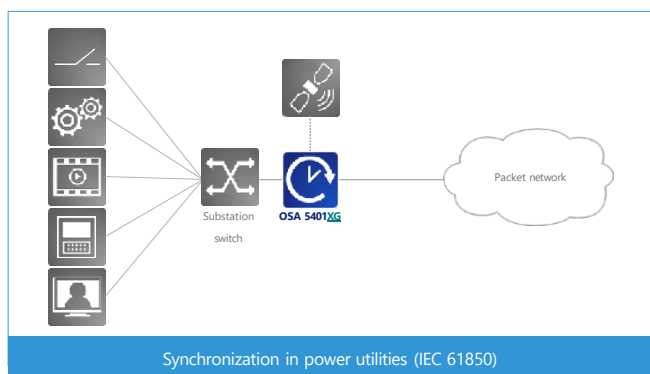 Packet network
Substation
switch
OSA 5401XG
Synchronization in power utilities (IEC 61850)